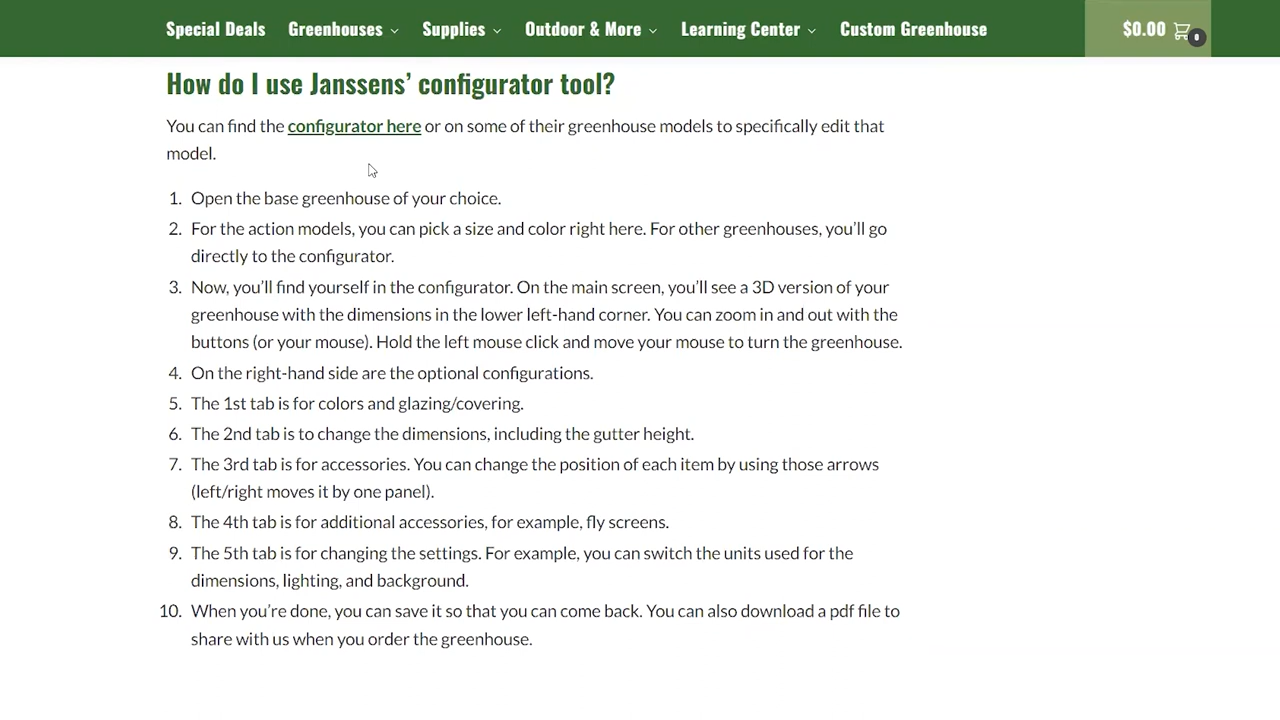 Special Deals Greenhouses Supplies Outdoor & More Learning Center Custom Greenhouse $0.00 0
How do I use Janssens’ configurator tool?
You can find the configurator here or on some of their greenhouse models to specifically edit that
model.
1. Open the base greenhouse of your choice.
2. For the action models, you can pick a size and color right here. For other greenhouses, you’ll go
directly to the configurator.
3. Now, you’ll find yourself in the configurator. On the main screen, you’ll see a 3D version of your
greenhouse with the dimensions in the lower left-hand corner. You can zoom in and out with the
buttons (or your mouse). Hold the left mouse click and move your mouse to turn the greenhouse.
4. On the right-hand side are the optional configurations.
5. The 1st tab is for colors and glazing/covering.
6. The 2nd tab is to change the dimensions, including the gutter height.
7. The 3rd tab is for accessories. You can change the position of each item by using those arrows
(left/right moves it by one panel).
8. The 4th tab is for additional accessories, for example, fly screens.
9. The 5th tab is for changing the settings. For example, you can switch the units used for the
dimensions, lighting, and background.
10. When you’re done, you can save it so that you can come back. You can also download a pdf file to
share with us when you order the greenhouse.